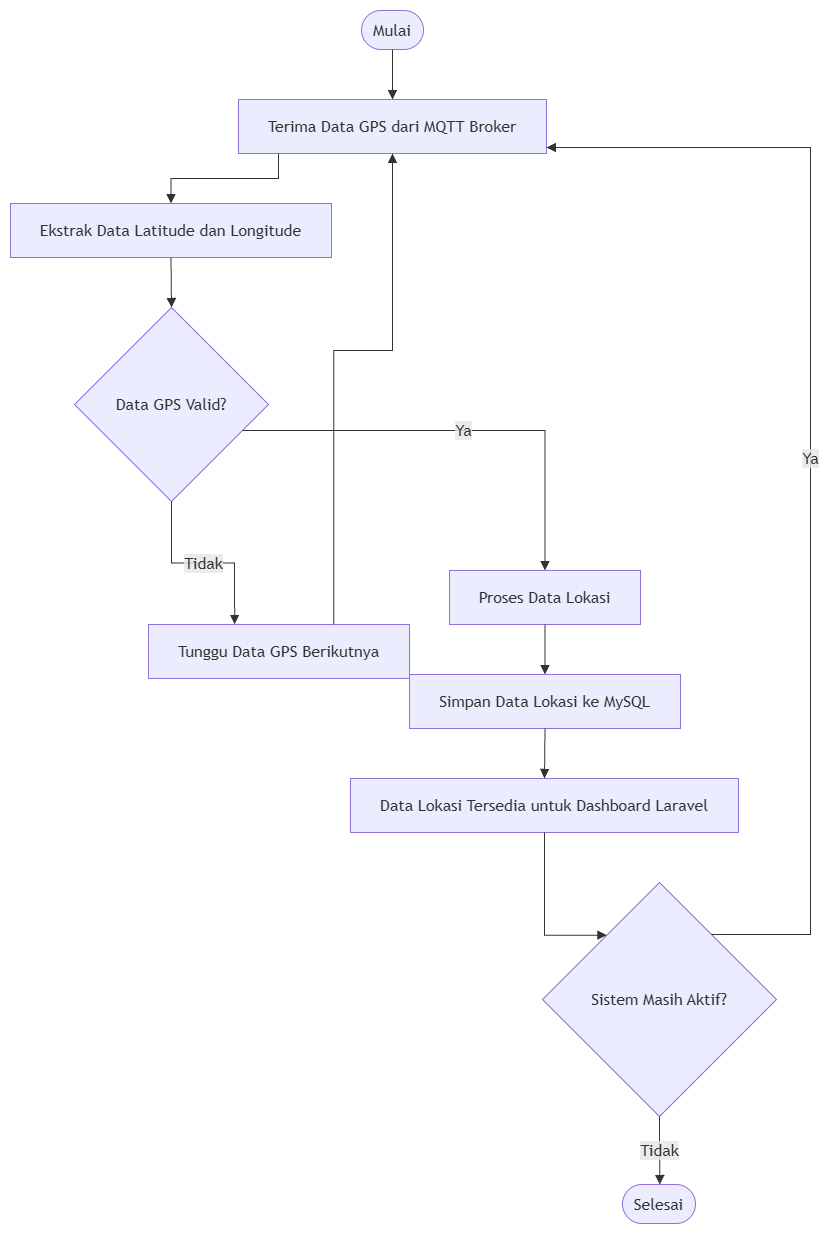 Mulai
Terima Data GPS dari MQTT Broker
Ekstrak Data Latitude dan Longitude
Data GPS Valid?
Ya
Ya
Tidak
Proses Data Lokasi
Tunggu Data GPS Berikutnya
Simpan Data Lokasi ke MySQL
Data Lokasi Tersedia untuk Dashboard Laravel
Sistem Masih Aktif?
Tidak
Selesai